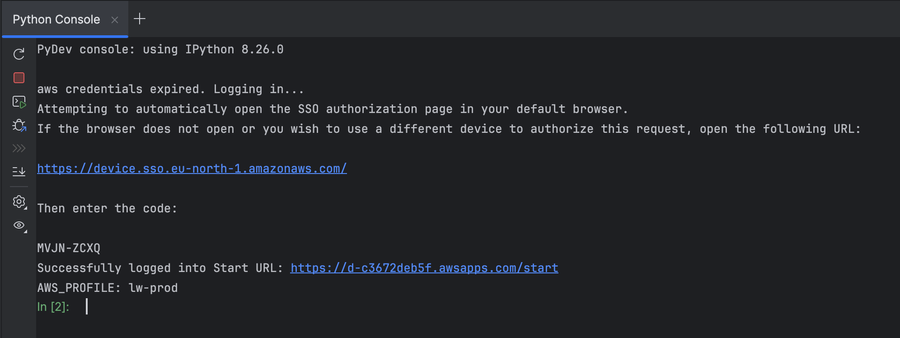 Python Console
PyDev console: using IPython 8.26.0
aws credentials expired. Logging in...
Attempting to automatically open the SSO authorization page in your default browser.
If the browser does not open or you wish to use a different device to authorize this request, open the following URL:
https://device.sso.eu-north-1.amazonaws.com/
Then enter the code:
MVJN-ZCXQ
Successfully logged into Start URL: https://d-c3672deb5f.awsapps.com/start
AWS_PROFILE: lw-prod
In [2]: